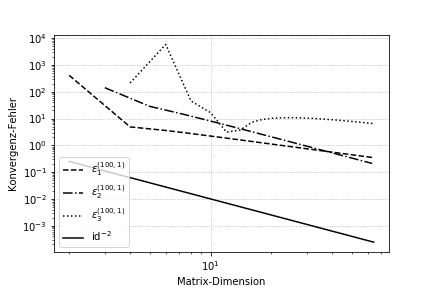 10⁴
10³
10²
10¹
10⁰
10⁻¹
10⁻²
10⁻³
Konvergenz-Fehler
ε₁^(100, 1)
ε₂^(100, 1)
ε₃^(100, 1)
id⁻²
10¹
Matrix-Dimension